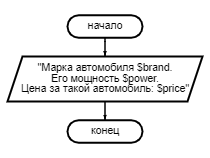 начало
"Марка автомобиля $brand.
Его мощность $power.
Цена за такой автомобиль: $price"
конец